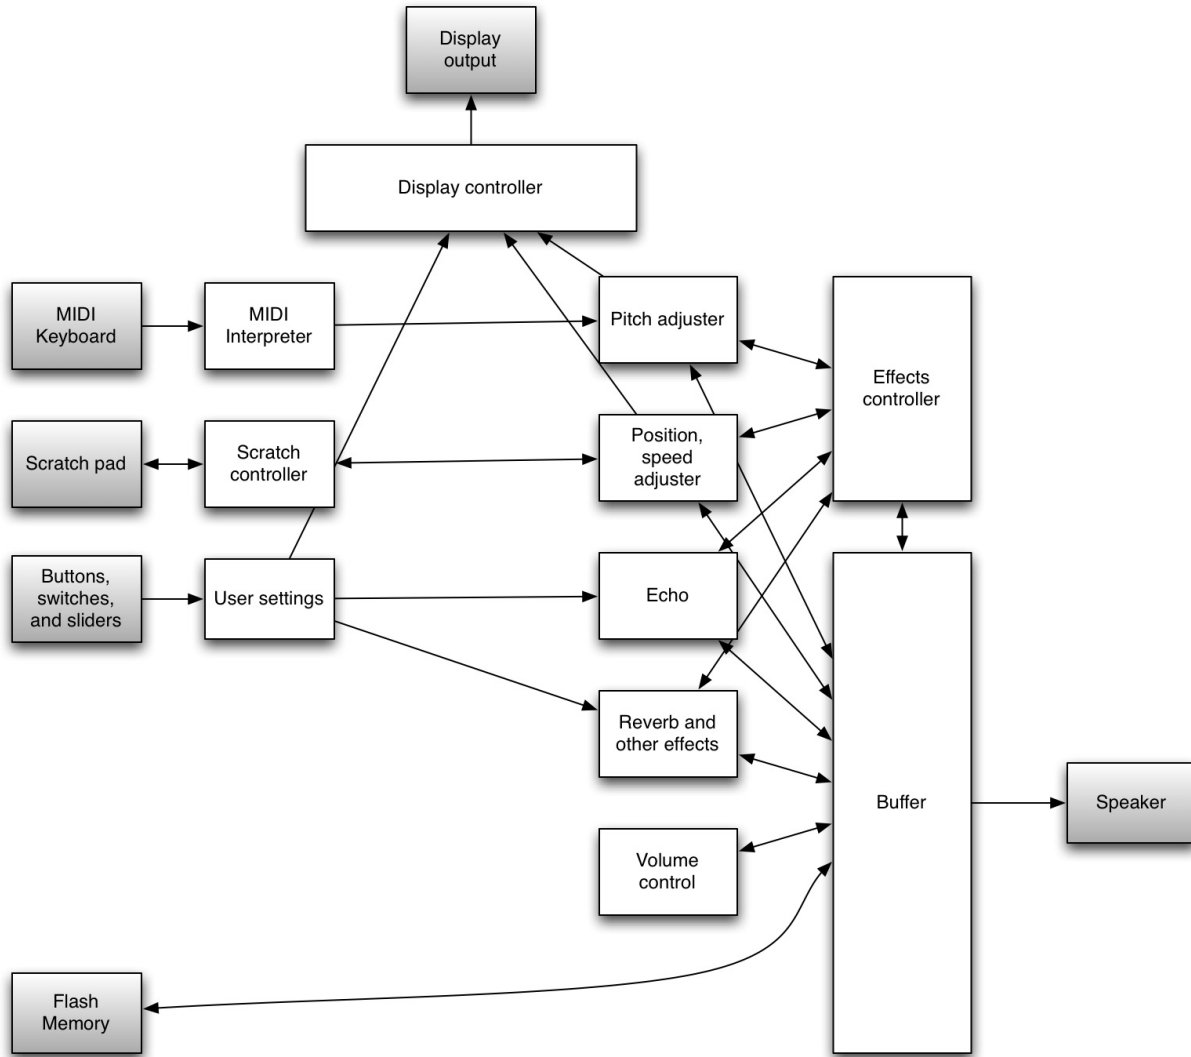 Display
output
Display controller
MIDI
Keyboard
MIDI
Interpreter
Pitch adjuster
Effects
controller
Scratch pad
Scratch
controller
Position,
speed
adjuster
Buttons,
switches,
and sliders
User settings
Echo
Reverb and
other effects
Buffer
Speaker
Volume
control
Flash
Memory